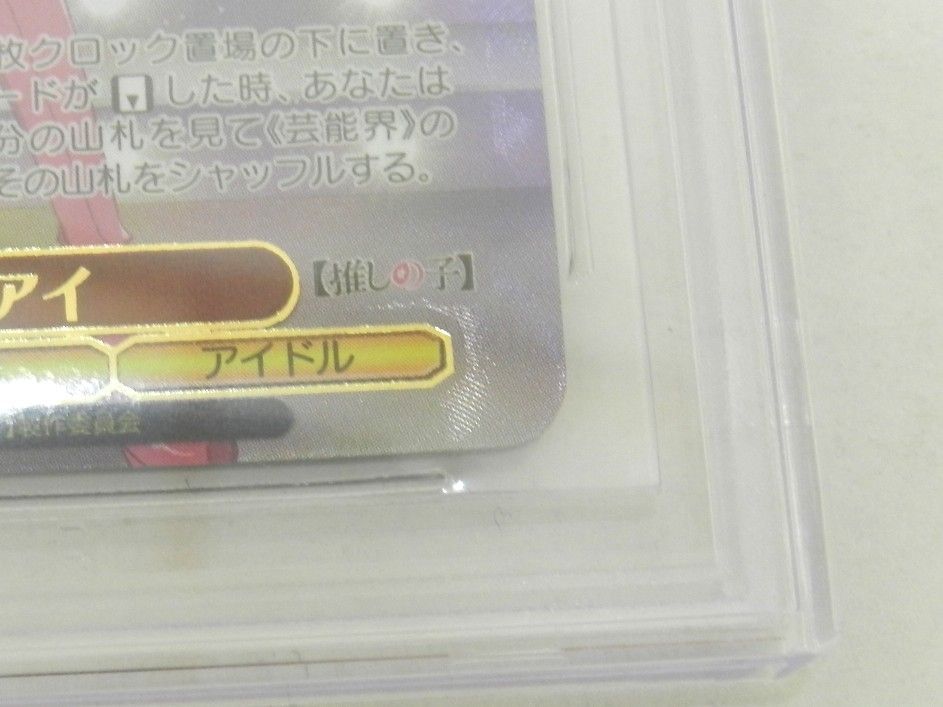 枚クロック置場の下に置き、
ードが した時、あなたは
分の山札を見て《芸能界》の
その山札をシャッフルする。
アイ
【推しの子】
アイドル
製作委員会